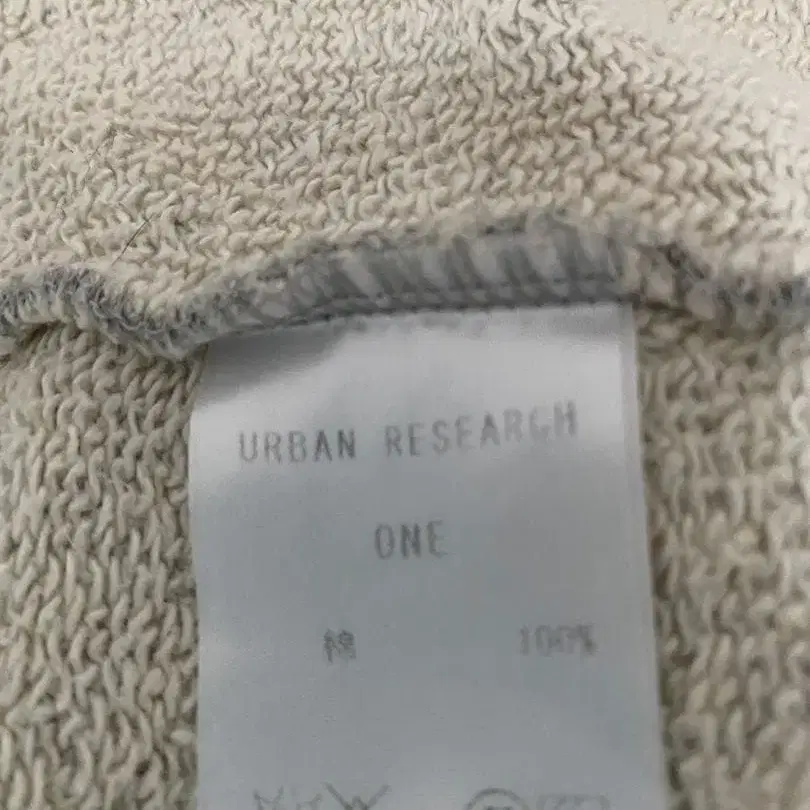 URBAN RESEARCH
ONE
綿 100%